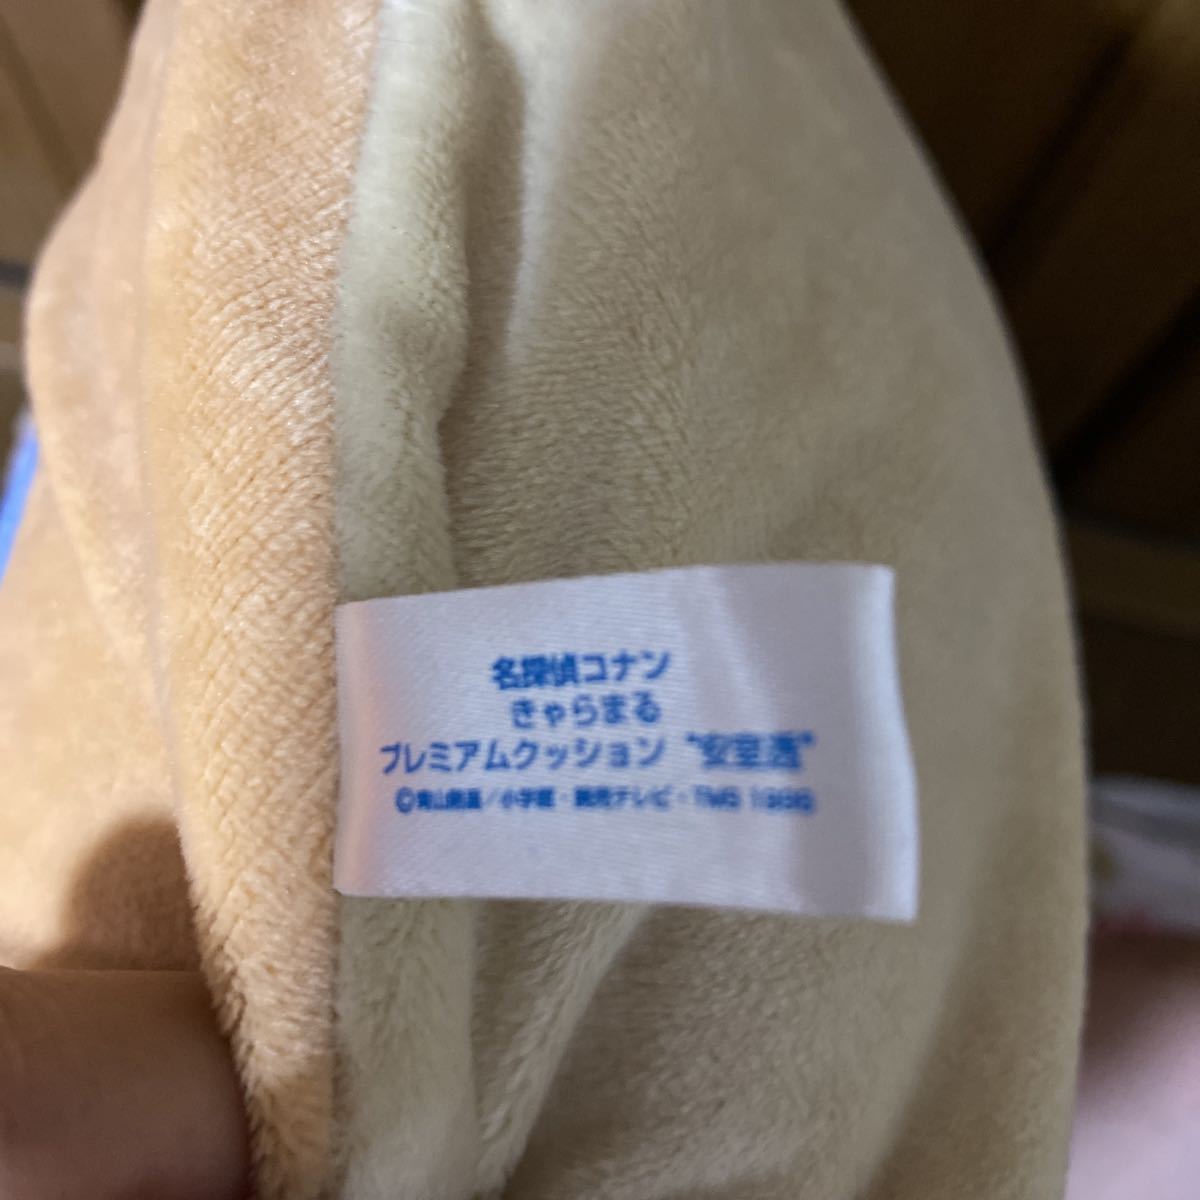 名探偵コナン
きゃらまる
プレミアムクッション "安室透"
©青山剛昌/小学館・読売テレビ・TMS 1996